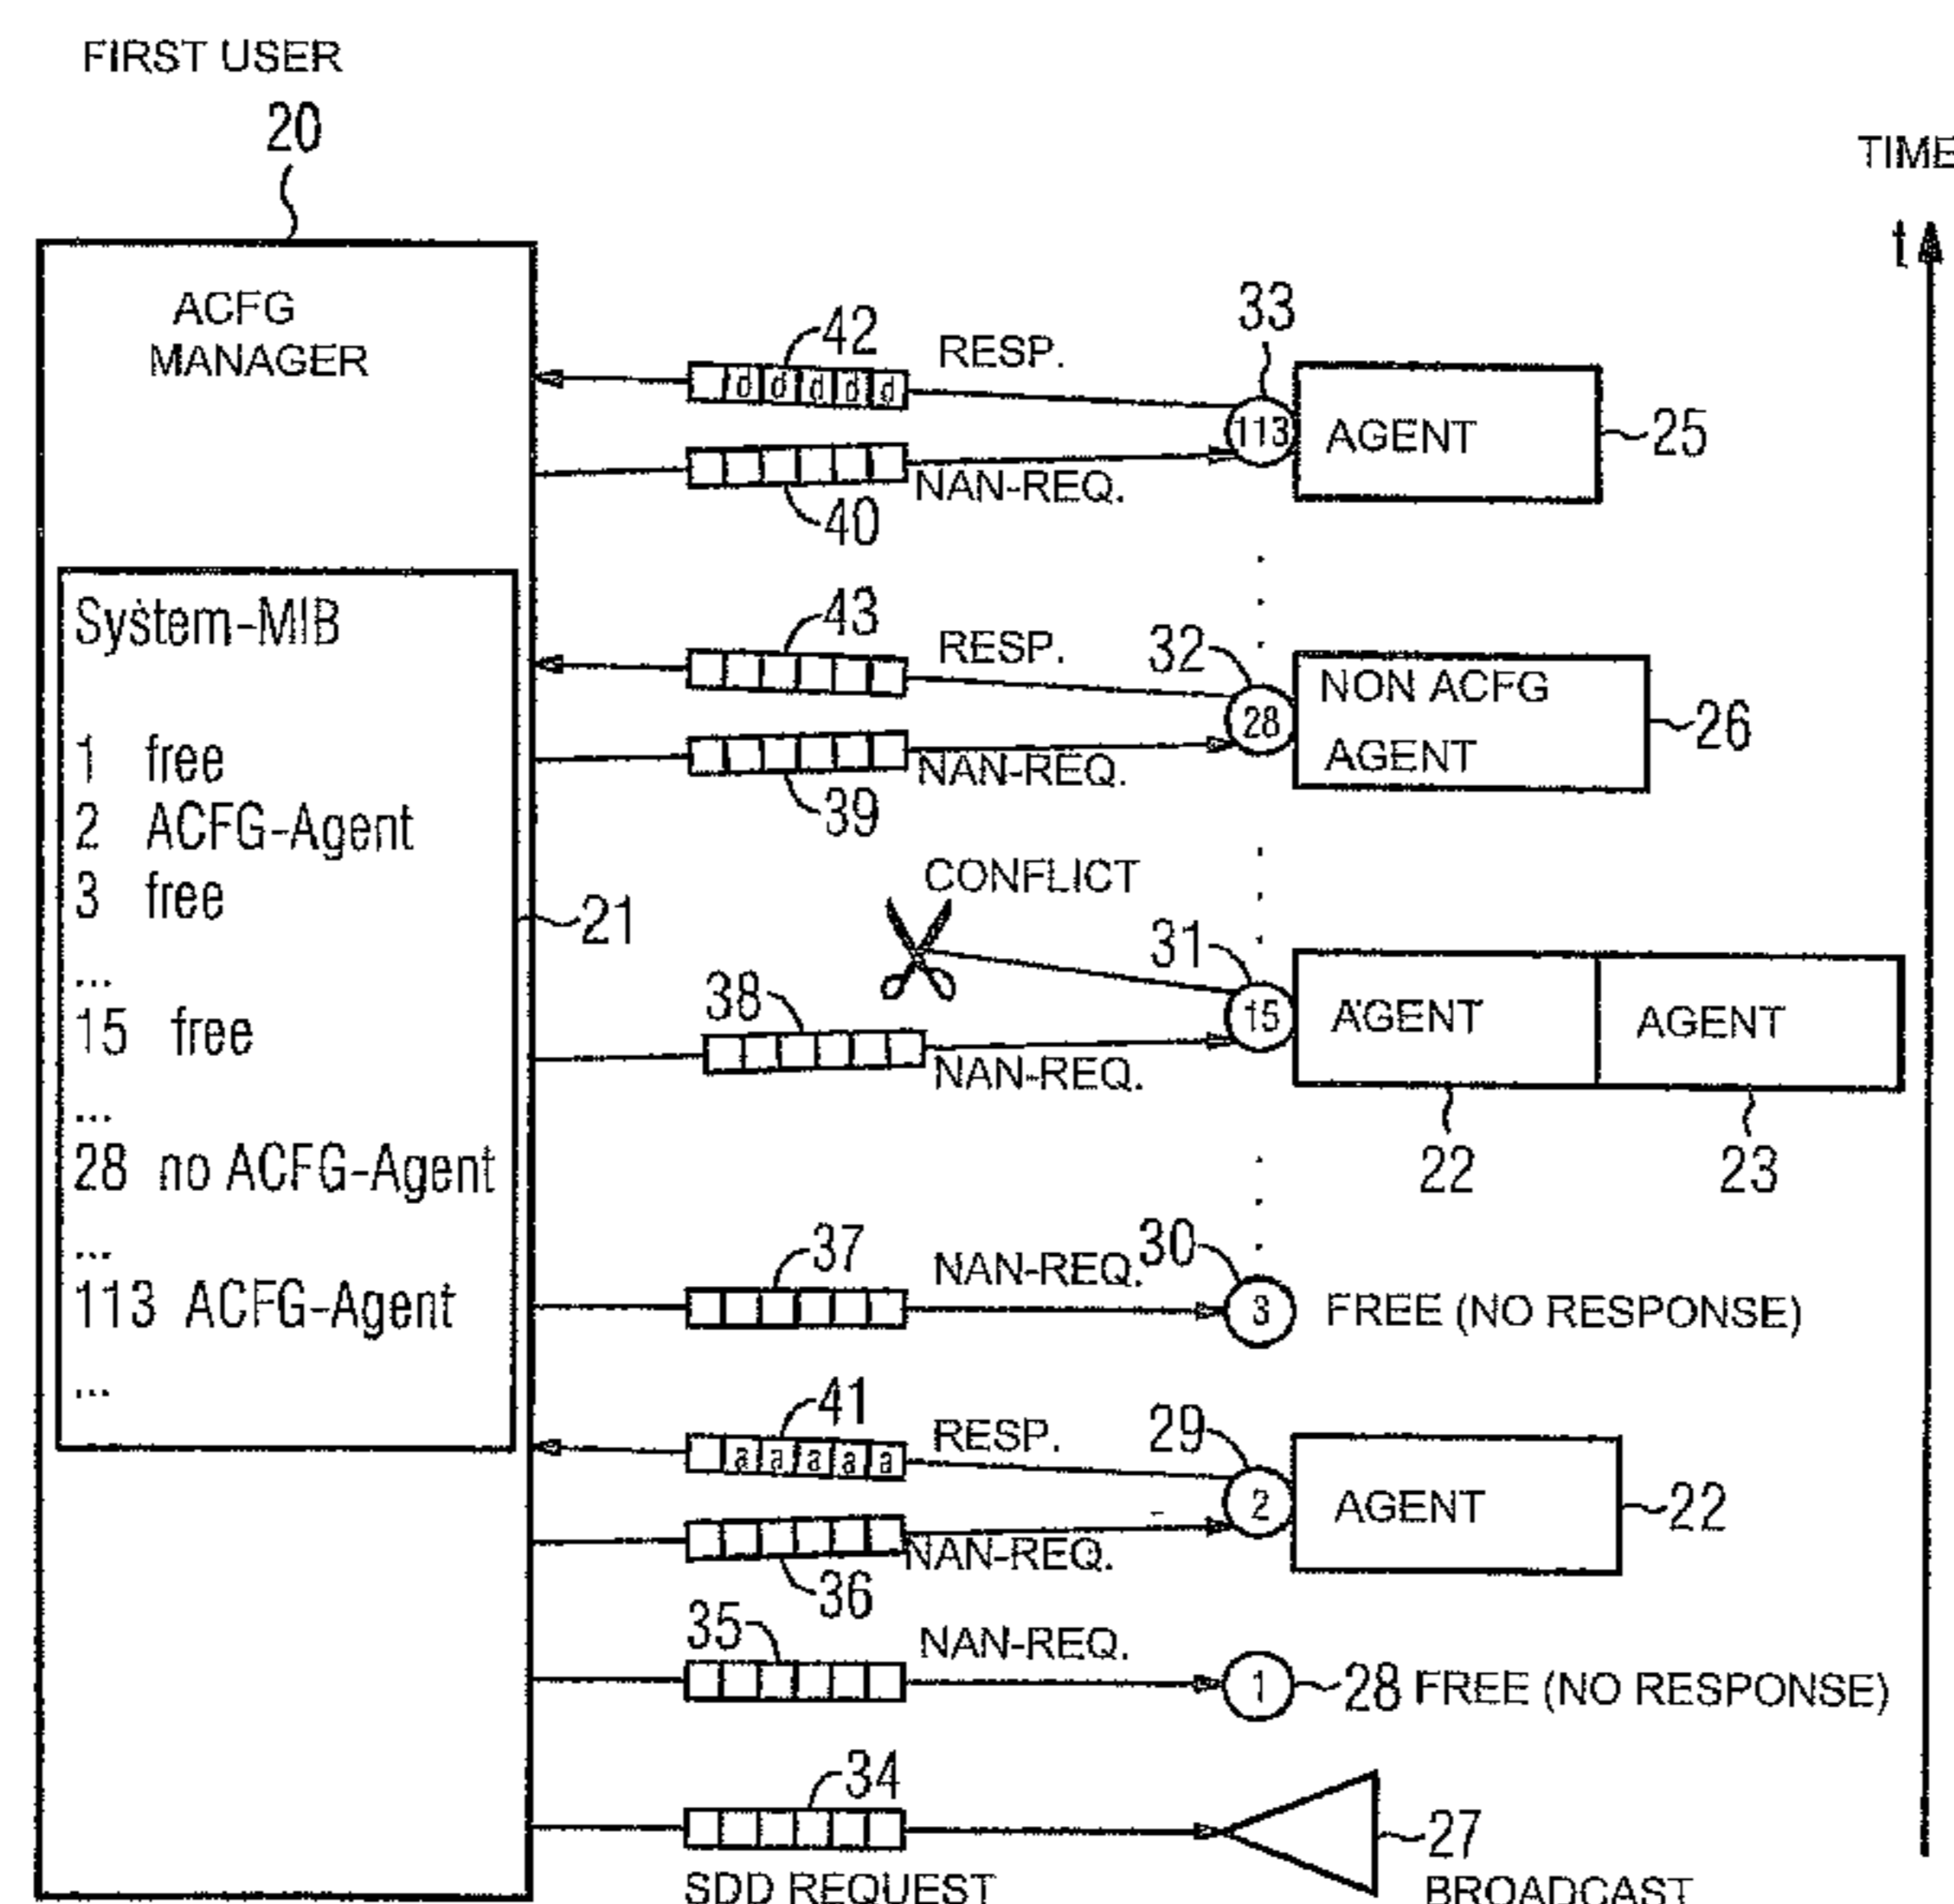 FIRST USER
20
TIME
t
ACFG
MANAGER
42
RESP.
33
d d d d d
113
AGENT
25
NAN-REQ.
40
System-MIB
1 free
2 ACFG-Agent
3 free
...
15 free
...
28 no ACFG-Agent
...
113 ACFG-Agent
...
21
43
RESP.
32
28
NON ACFG
AGENT
26
NAN-REQ.
39
CONFLICT
31
38
15
AGENT
AGENT
NAN-REQ.
22
23
37
NAN-REQ.
30
3
FREE (NO RESPONSE)
41
RESP.
29
a a a a a
2
AGENT
22
NAN-REQ.
36
35
NAN-REQ.
1
28
FREE (NO RESPONSE)
34
27
SDD REQUEST
BROADCAST